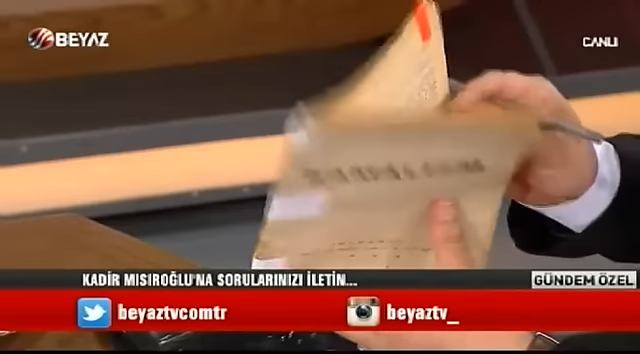 BEYAZ
CANLI
KADİR MISIROĞLU'NA SORULARINIZI İLETİN...
GÜNDEM ÖZEL
beyaztvcomtr
beyaztv_